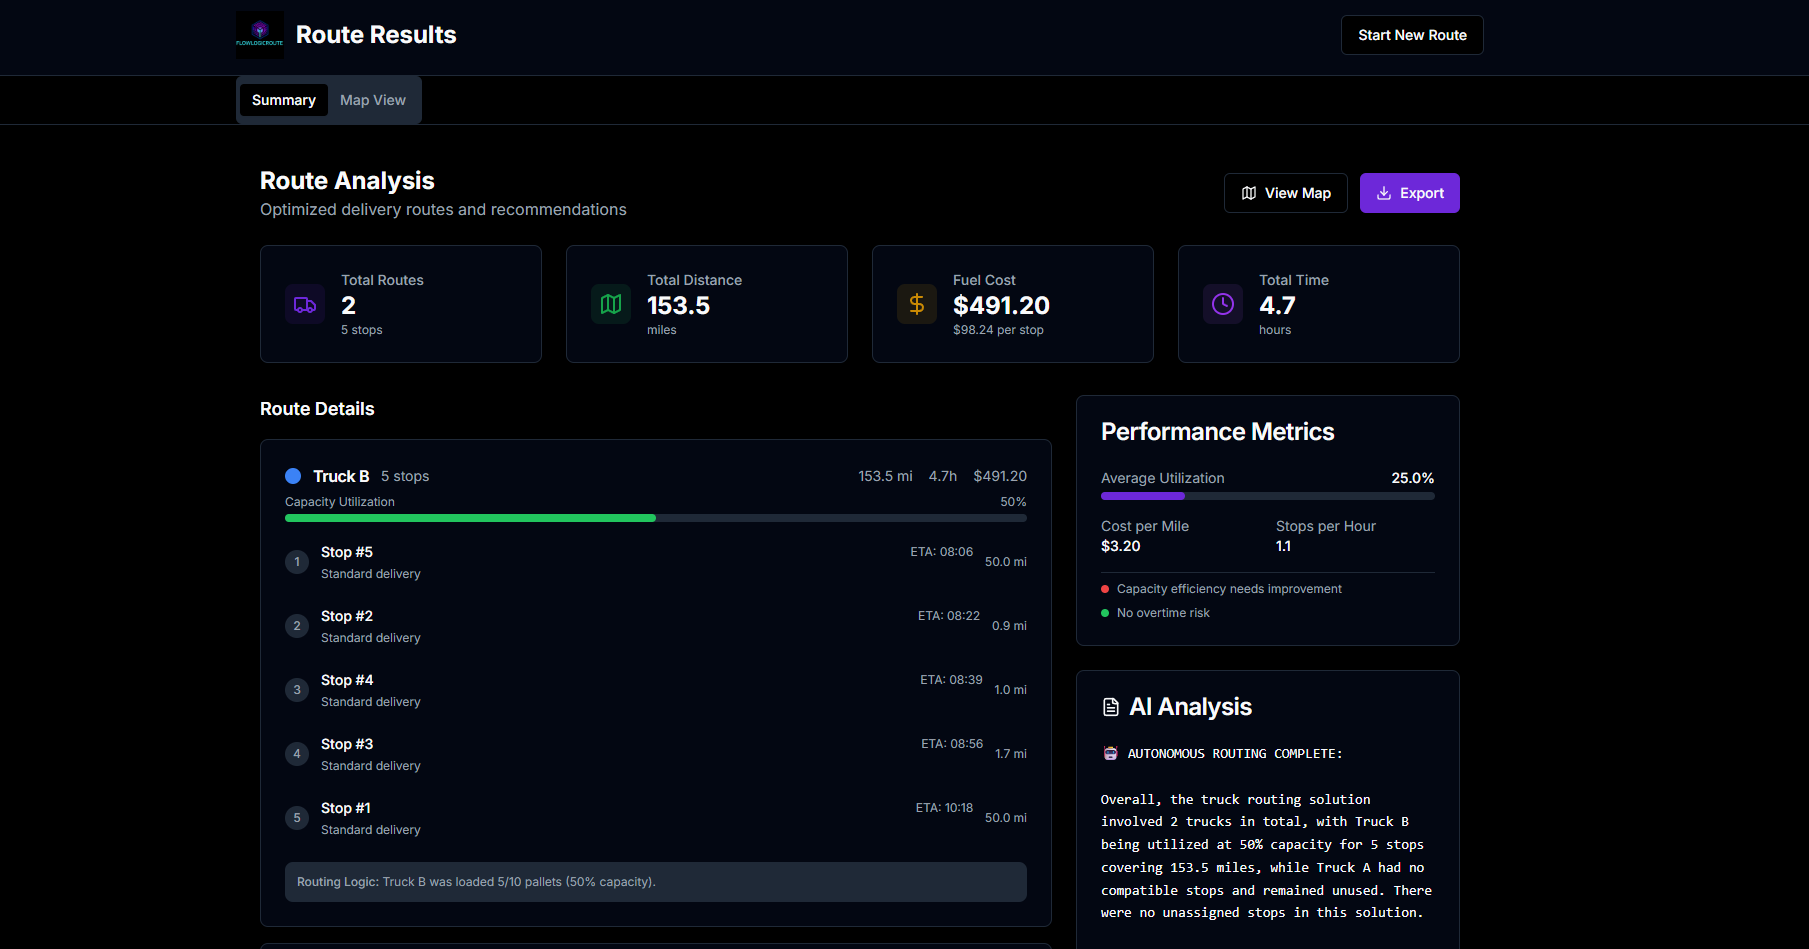 FLOWLOGICROUTE
Route Results
Start New Route
Summary
Map View
Route Analysis
Optimized delivery routes and recommendations
View Map
Export
Total Routes
2
5 stops
Total Distance
153.5
miles
Fuel Cost
$491.20
$98.24 per stop
Total Time
4.7
hours
Route Details
Truck B 5 stops 153.5 mi 4.7h $491.20
Capacity Utilization 50%
1 Stop #5 ETA: 08:06 50.0 mi
Standard delivery
2 Stop #2 ETA: 08:22 0.9 mi
Standard delivery
3 Stop #4 ETA: 08:39 1.0 mi
Standard delivery
4 Stop #3 ETA: 08:56 1.7 mi
Standard delivery
5 Stop #1 ETA: 10:18 50.0 mi
Standard delivery
Routing Logic: Truck B was loaded 5/10 pallets (50% capacity).
Performance Metrics
Average Utilization 25.0%
Cost per Mile Stops per Hour
$3.20 1.1
Capacity efficiency needs improvement
No overtime risk
AI Analysis
AUTONOMOUS ROUTING COMPLETE:
Overall, the truck routing solution
involved 2 trucks in total, with Truck B
being utilized at 50% capacity for 5 stops
covering 153.5 miles, while Truck A had no
compatible stops and remained unused. There
were no unassigned stops in this solution.